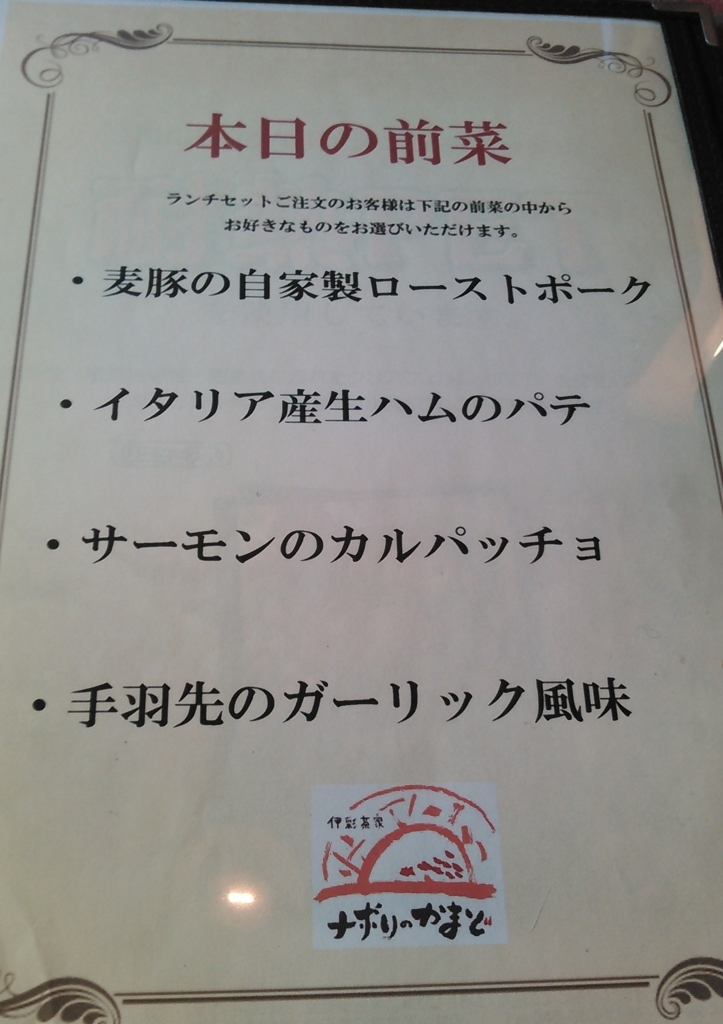 本日の前菜
ランチセットご注文のお客様は下記の前菜の中から
お好きなものをお選びいただけます。
・麦豚の自家製ローストポーク
・イタリア産生ハムのパテ
・サーモンのカルパッチョ
・手羽先のガーリック風味
伊彩菜家
ナポリのかまど